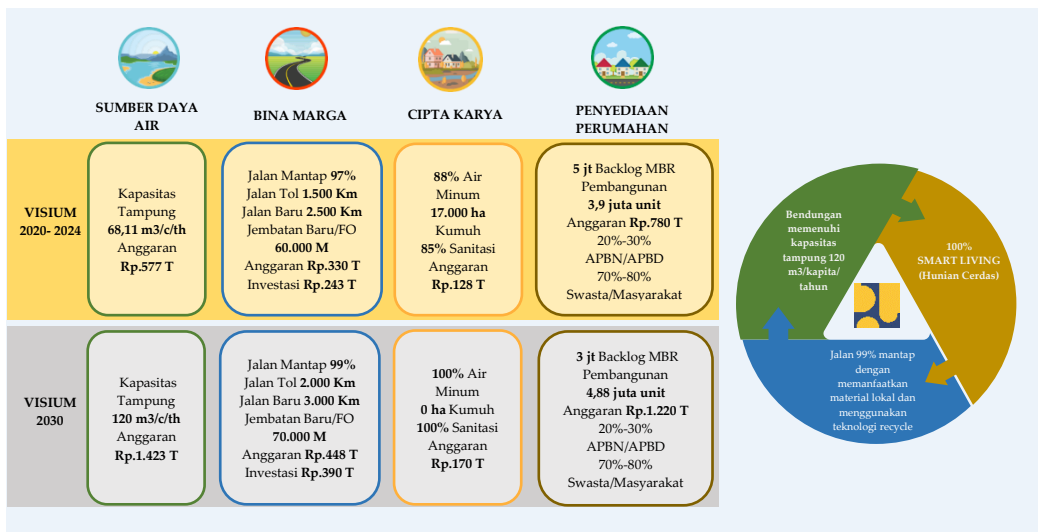 SUMBER DAYA
AIR
BINA MARGA
CIPTA KARYA
PENYEDIAAN
PERUMAHAN
VISIUM
2020- 2024
Kapasitas
Tampung
68,11 m3/c/th
Anggaran
Rp.577 T
Jalan Mantap 97%
Jalan Tol 1.500 Km
Jalan Baru 2.500 Km
Jembatan Baru/FO
60.000 M
Anggaran Rp.330 T
Investasi Rp.243 T
88% Air
Minum
17.000 ha
Kumuh
85% Sanitasi
Anggaran
Rp.128 T
5 jt Backlog MBR
Pembangunan
3,9 juta unit
Anggaran Rp.780 T
20%-30%
APBN/APBD
70%-80%
Swasta/Masyarakat
VISIUM
2030
Kapasitas
Tampung
120 m3/c/th
Anggaran
Rp.1.423 T
Jalan Mantap 99%
Jalan Tol 2.000 Km
Jalan Baru 3.000 Km
Jembatan Baru/FO
70.000 M
Anggaran Rp.448 T
Investasi Rp.390 T
100% Air
Minum
0 ha Kumuh
100% Sanitasi
Anggaran
Rp.170 T
3 jt Backlog MBR
Pembangunan
4,88 juta unit
Anggaran Rp.1.220 T
20%-30%
APBN/APBD
70%-80%
Swasta/Masyarakat
Bendungan
memenuhi
kapasitas
tampung 120
m3/kapita/
tahun
100%
SMART LIVING
(Hunian Cerdas)
Jalan 99% mantap
dengan
memanfaatkan
material lokal dan
menggunakan
teknologi recycle